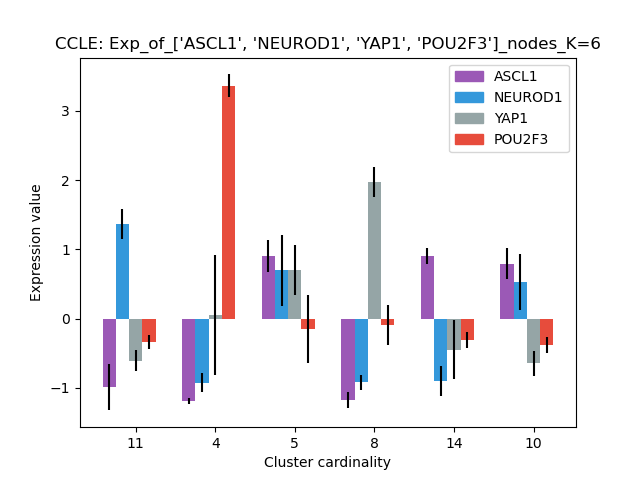 CCLE: Exp_of_['ASCL1', 'NEUROD1', 'YAP1', 'POU2F3']_nodes_K=6
ASCL1
NEUROD1
YAP1
POU2F3
Expression value
3
2
1
0
−1
11 4 5 8 14 10
Cluster cardinality